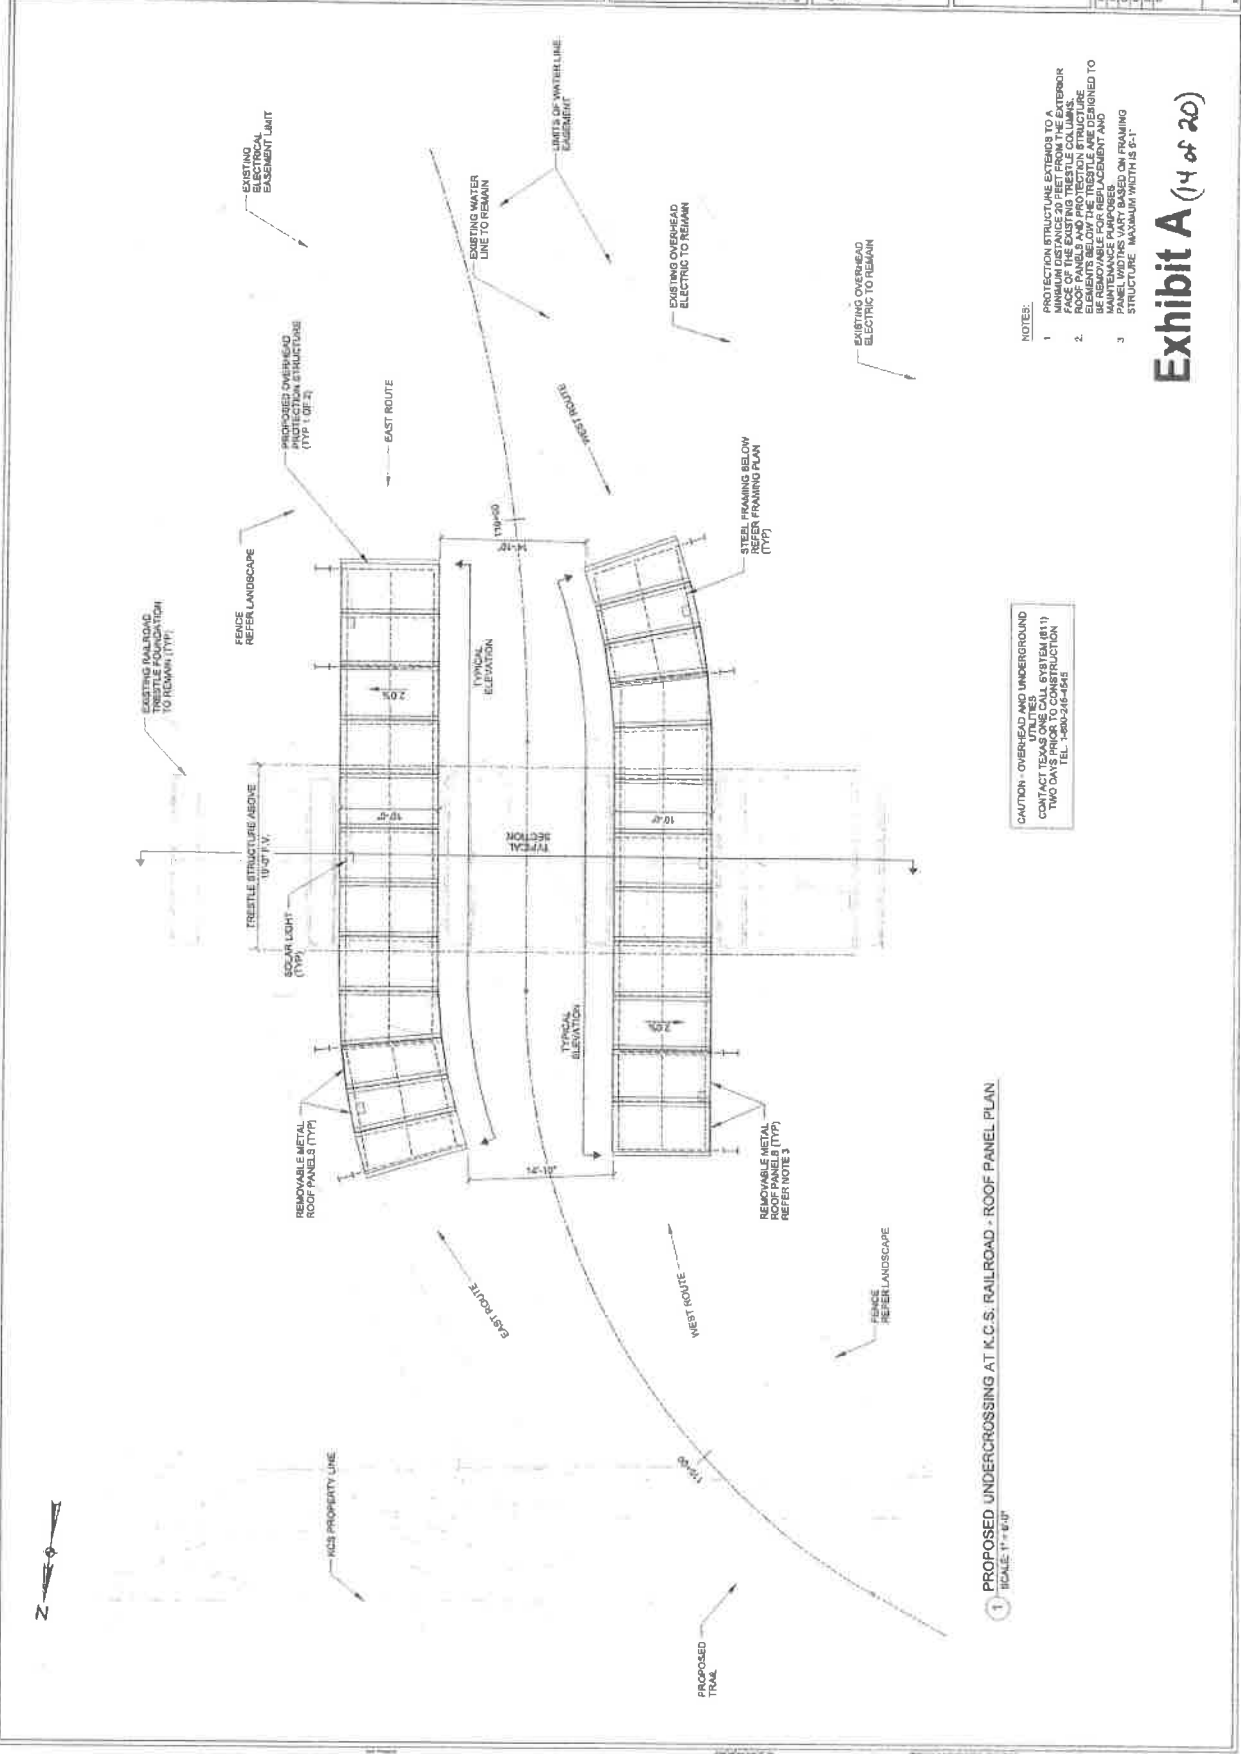 Z
EXISTING
ELECTRICAL
EASEMENT LIMIT
LIMITS OF WATER LINE
EASEMENT
EXISTING WATER
LINE TO REMAIN
EXISTING OVERHEAD
ELECTRIC TO REMAIN
EXISTING OVERHEAD
ELECTRIC TO REMAIN
PROPOSED OVERHEAD
PROTECTION STRUCTURE
(TYP 1 OF 2)
EAST ROUTE
WEST ROUTE
FENCE
REFER LANDSCAPE
EXISTING RAILROAD
TRESTLE FOUNDATION
TO REMAIN (TYP)
STEEL FRAMING BELOW
REFER FRAMING PLAN
(TYP)
14'-10"
TYPICAL
ELEVATION
2.0%
TRESTLE STRUCTURE ABOVE
10'-0"
10'-0"
TYPICAL
SECTION
SOLAR LIGHT
(TYP)
TYPICAL
ELEVATION
2.0%
REMOVABLE METAL
ROOF PANELS (TYP)
14'-10"
REMOVABLE METAL
ROOF PANELS (TYP)
REFER NOTE 3
EAST ROUTE
WEST ROUTE
FENCE
REFER LANDSCAPE
KCS PROPERTY LINE
PROPOSED
TRAIL
1 PROPOSED UNDERCROSSING AT K.C.S. RAILROAD - ROOF PANEL PLAN
CAUTION - OVERHEAD AND UNDERGROUND
UTILITIES
CONTACT TEXAS ONE CALL SYSTEM (811)
TWO DAYS PRIOR TO CONSTRUCTION
TEL. 1-800-245-4545
NOTES:
1 PROTECTION STRUCTURE EXTENDS TO A
MINIMUM DISTANCE 20 FEET FROM THE EXTERIOR
FACE OF THE EXISTING TRESTLE COLUMNS.
2. ROOF PANELS AND PROTECTION STRUCTURE
ELEMENTS BELOW THE TRESTLE ARE DESIGNED TO
BE REMOVABLE FOR REPLACEMENT AND
MAINTENANCE PURPOSES.
3 PANEL WIDTHS VARY BASED ON FRAMING
STRUCTURE. MAXIMUM WIDTH IS
Exhibit A (14 of 20)